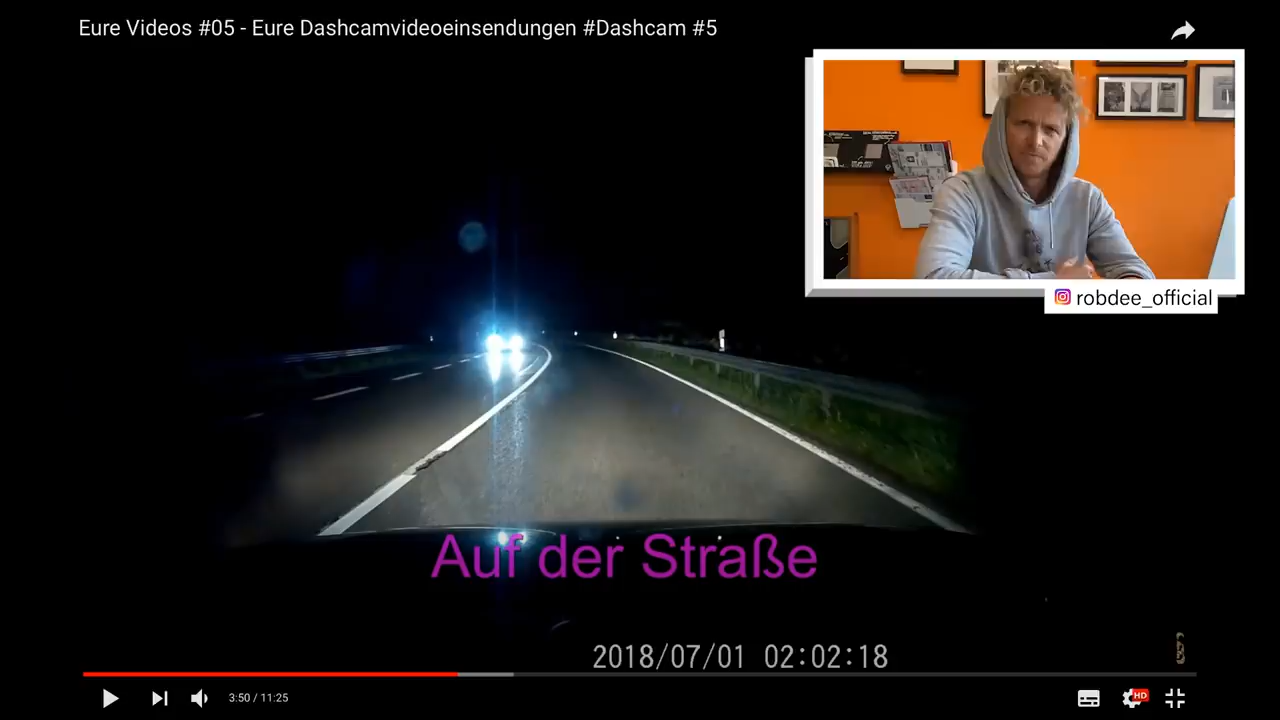 Eure Videos #05 - Eure Dashcamvideoeinsendungen #Dashcam #5
robdee_official
Auf der Straße
2018/07/01 02:02:18
3:50 / 11:25
HD